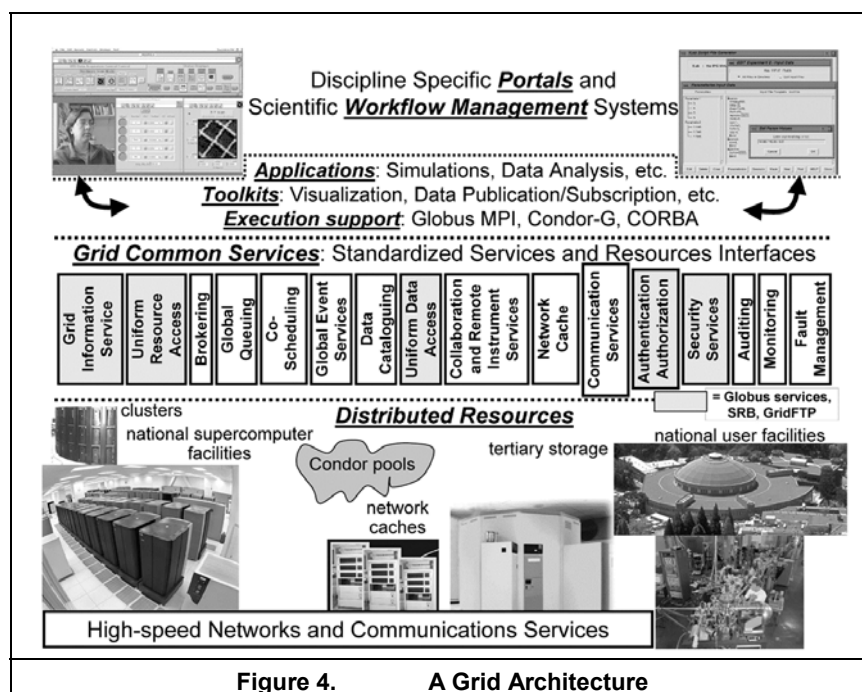 Discipline Specific Portals and
Scientific Workflow Management Systems
Applications: Simulations, Data Analysis, etc.
Toolkits: Visualization, Data Publication/Subscription, etc.
Execution support: Globus MPI, Condor-G, CORBA
Grid Common Services: Standardized Services and Resources Interfaces
Grid
Information
Service
Uniform
Resource
Access
Brokering
Global
Queuing
Co-
Scheduling
Global Event
Services
Data
Cataloguing
Uniform Data
Access
Collaboration
and Remote
Instrument
Services
Network
Cache
Communication
Services
Authentication
Authorization
Security
Services
Auditing
Monitoring
Fault
Management
= Globus services,
SRB, GridFTP
Distributed Resources
clusters
national supercomputer
facilities
Condor pools
network
caches
tertiary storage
national user facilities
High-speed Networks and Communications Services
Figure 4. A Grid Architecture